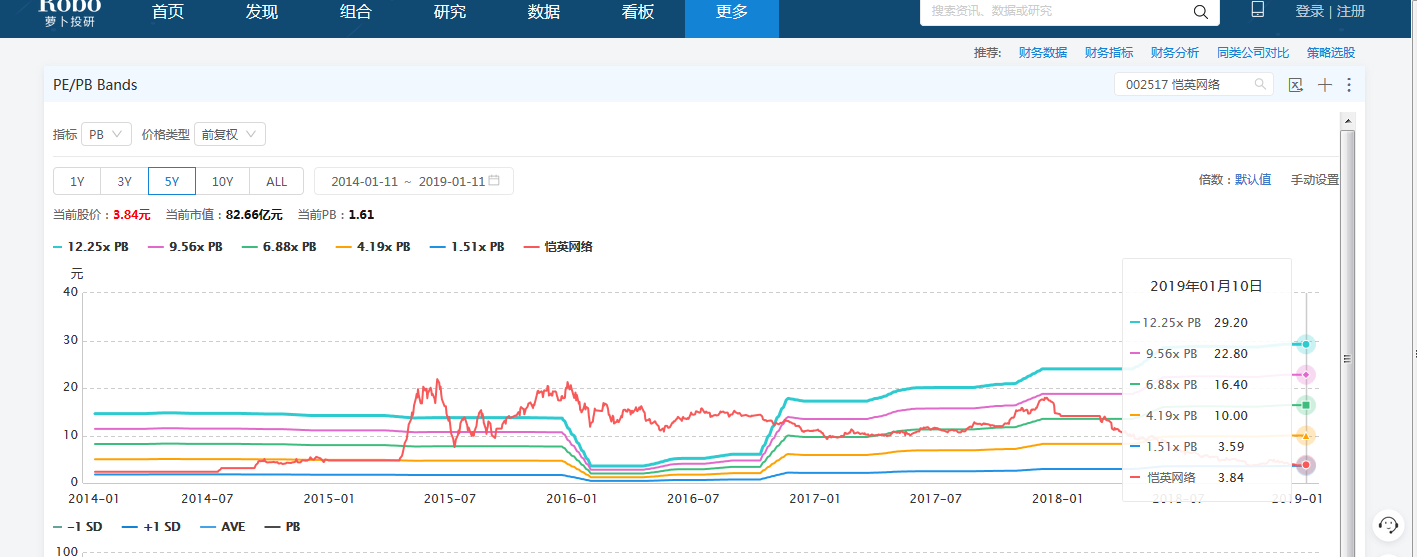 Robo
萝卜投研
首页 发现 组合 研究 数据 看板 更多
搜索资讯、数据或研究
登录 | 注册
推荐: 财务数据 财务指标 财务分析 同类公司对比 策略选股
PE/PB Bands
002517 恺英网络
指标 PB 价格类型 前复权
1Y 3Y 5Y 10Y ALL 2014-01-11 ~ 2019-01-11
倍数：默认值 手动设置
当前股价：3.84元 当前市值：82.66亿元 当前PB：1.61
12.25x PB 9.56x PB 6.88x PB 4.19x PB 1.51x PB 恺英网络
元
40
30
20
10
0
2019年01月10日
12.25x PB 29.20
9.56x PB 22.80
6.88x PB 16.40
4.19x PB 10.00
1.51x PB 3.59
恺英网络 3.84
2014-01 2014-07 2015-01 2015-07 2016-01 2016-07 2017-01 2017-07 2018-01 2018-07 2019-01
-1 SD +1 SD AVE PB
100